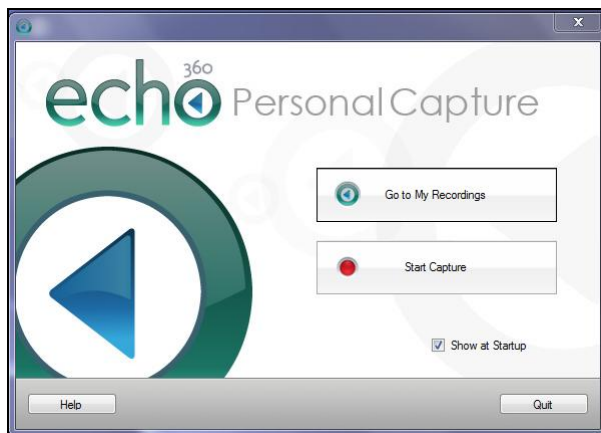 echo 360 Personal Capture
Go to My Recordings
Start Capture
Show at Startup
Help
Quit